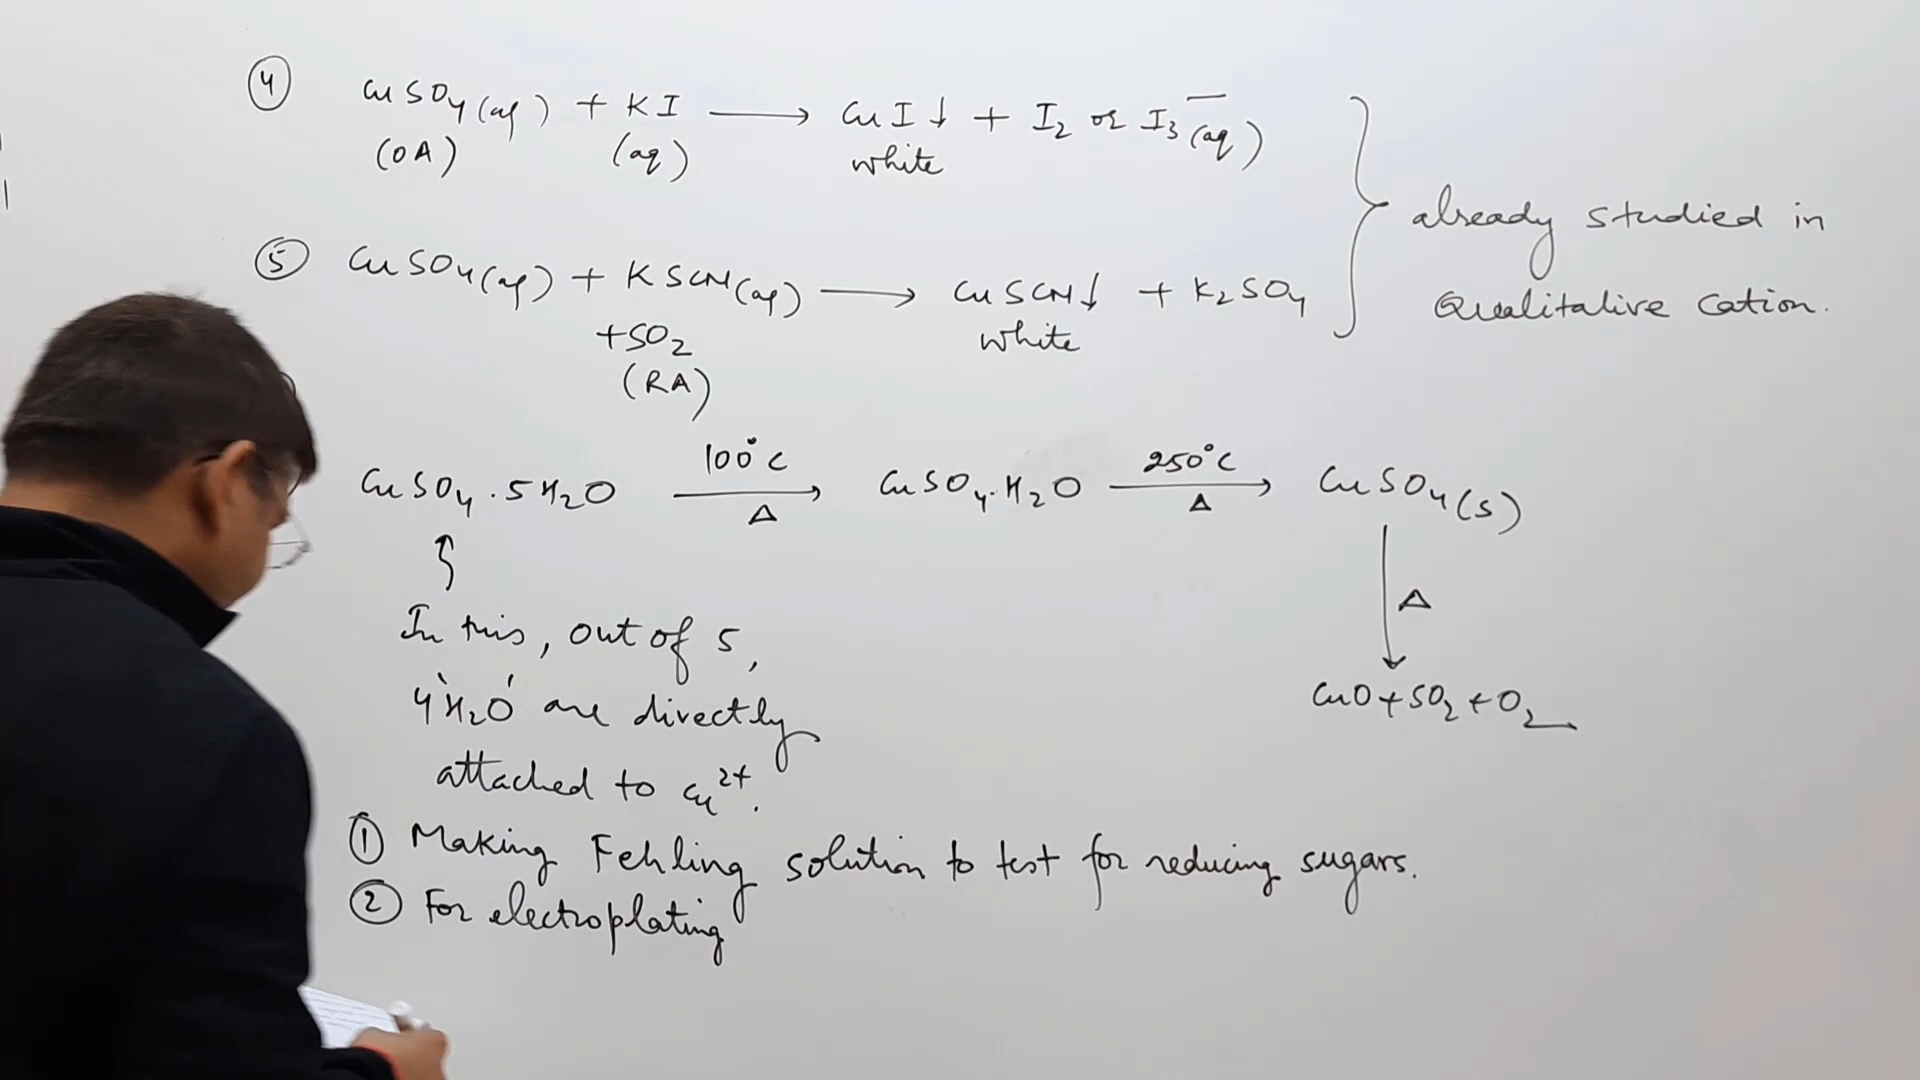 ④ CuSO₄(aq) + KI ⟶ CuI↓ + I₂ or I₃⁻(aq)
(OA) (aq) white
⑤ CuSO₄(aq) + KSCN(aq) ⟶ CuSCN↓ + K₂SO₄
+SO₂ white
(RA)
} already studied in
Qualitative Cation.
CuSO₄.5H₂O ⟶ 100°C Δ CuSO₄.H₂O ⟶ 250°C Δ CuSO₄(s)
↓ Δ
CuO + SO₂ + O₂
In this, out of 5,
4'H₂O' are directly
attached to Cu²⁺.
① Making Fehling solution to test for reducing sugars.
② For electroplating